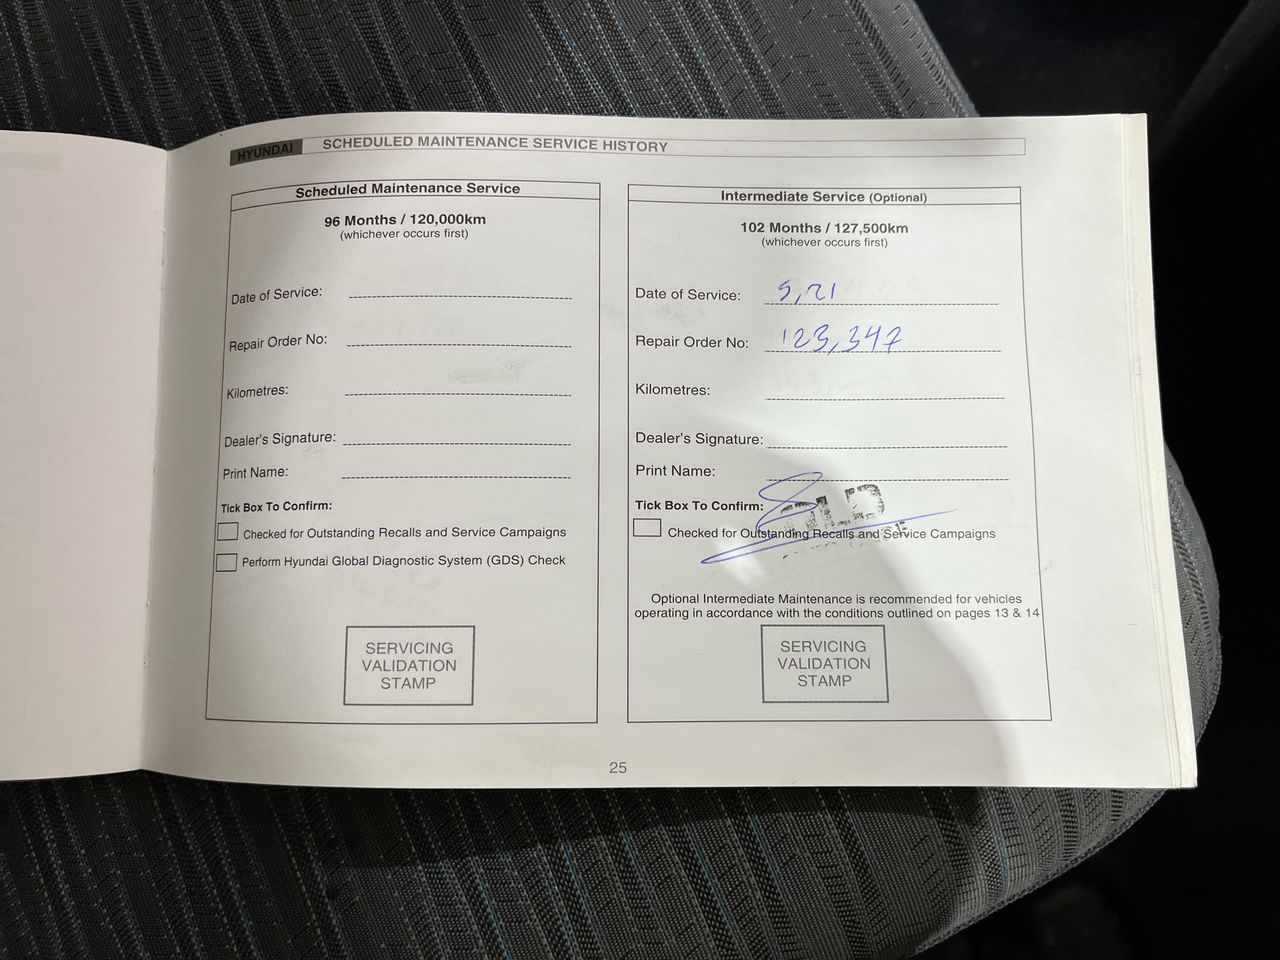 HYUNDAI SCHEDULED MAINTENANCE SERVICE HISTORY
Scheduled Maintenance Service
96 Months / 120,000km
(whichever occurs first)
Date of Service:
Repair Order No:
Kilometres:
Dealer's Signature:
Print Name:
Tick Box To Confirm:
Checked for Outstanding Recalls and Service Campaigns
Perform Hyundai Global Diagnostic System (GDS) Check
SERVICING
VALIDATION
STAMP
Intermediate Service (Optional)
102 Months / 127,500km
(whichever occurs first)
Date of Service: 5,21
Repair Order No: 123,347
Kilometres:
Dealer's Signature:
Print Name:
Tick Box To Confirm:
Checked for Outstanding Recalls and Service Campaigns
Optional Intermediate Maintenance is recommended for vehicles
operating in accordance with the conditions outlined on pages 13 & 14
SERVICING
VALIDATION
STAMP
25